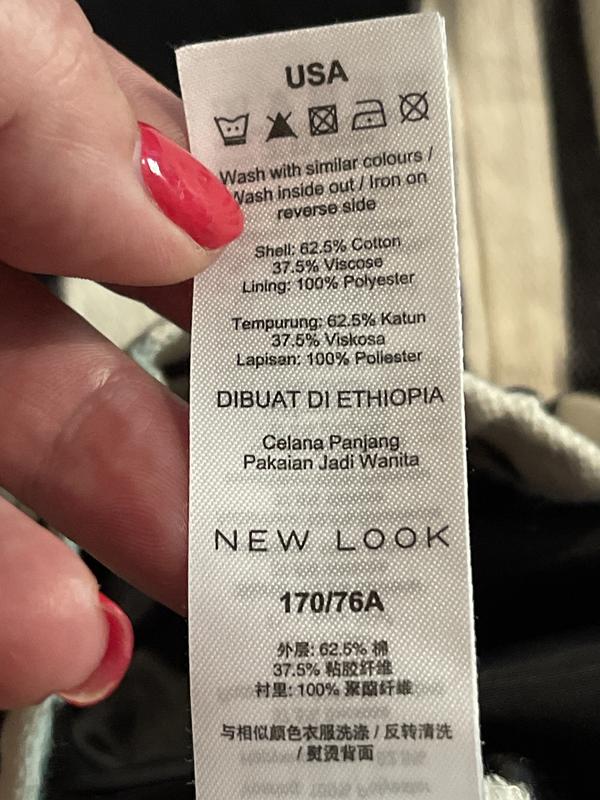 USA
Wash with similar colours /
Wash inside out / Iron on
reverse side
Shell: 62.5% Cotton
37.5% Viscose
Lining: 100% Polyester
Tempurung: 62.5% Katun
37.5% Viskosa
Lapisan: 100% Poliester
DIBUAT DI ETHIOPIA
Celana Panjang
Pakaian Jadi Wanita
NEW LOOK
170/76A
外层: 62.5% 棉
37.5% 粘胶纤维
衬里: 100% 聚酯纤维
与相似颜色衣服洗涤 / 反转清洗
/ 熨烫背面